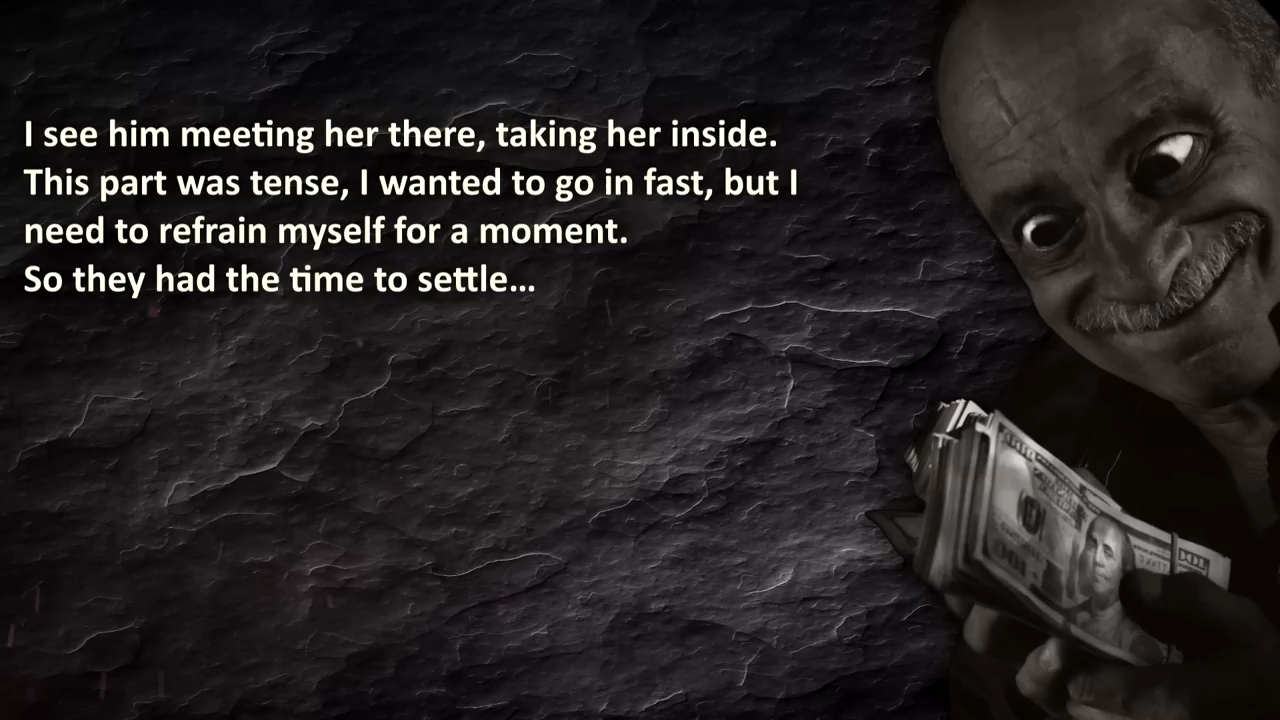 I see him meeting her there, taking her inside.
This part was tense, I wanted to go in fast, but I
need to refrain myself for a moment.
So they had the time to settle…